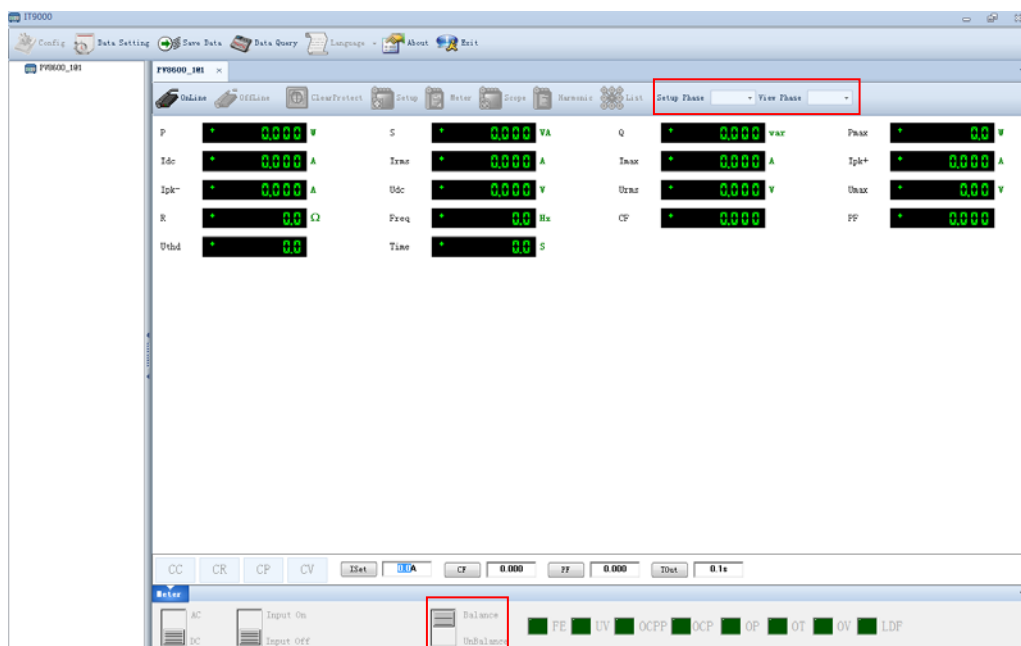 IT9000
Config Data Setting Save Data Data Query Language About Exit
PV8600_101
PV8600_101 ×
OnLine OffLine ClearProtect Setup Meter Scope Harmonic List Setup Phase View Phase
P 0.000 W S 0.000 VA Q 0.000 var Pmax 0.0 W
Idc 0.000 A Irms 0.000 A Imax 0.000 A Ipk+ 0.000 A
Ipk- 0.000 A Udc 0.000 V Urms 0.000 V Umax 0.00 V
R 0.0 Ω Freq 0.0 Hz CF 0.000 PF 0.000
Uthd 0.0 Time 0.0 S
CC CR CP CV ISet 0.0A CF 0.000 PF 0.000 TOut 0.1s
Meter
AC Input On Balance
FE UV OCPP OCP OP OT OV LDF
DC Input Off UnBalance